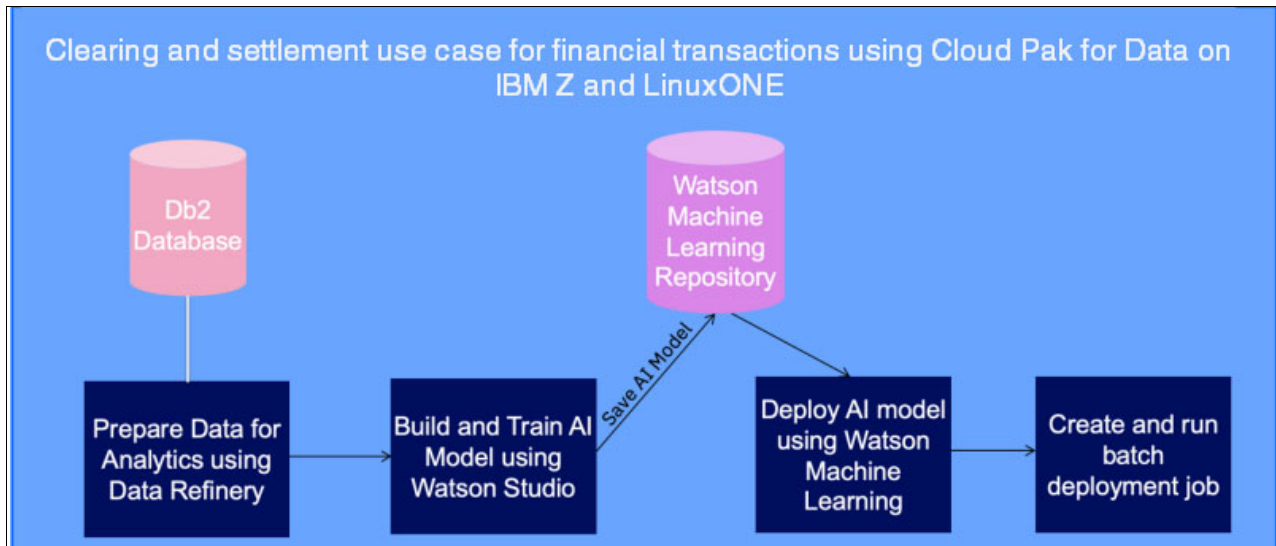 Clearing and settlement use case for financial transactions using Cloud Pak for Data on
IBM Z and LinuxONE
Db2
Database
Watson
Machine
Learning
Repository
Prepare Data for
Analytics using
Data Refinery
Build and Train AI
Model using
Watson Studio
Save AI Model
Deploy AI model
using Watson
Machine
Learning
Create and run
batch
deployment job